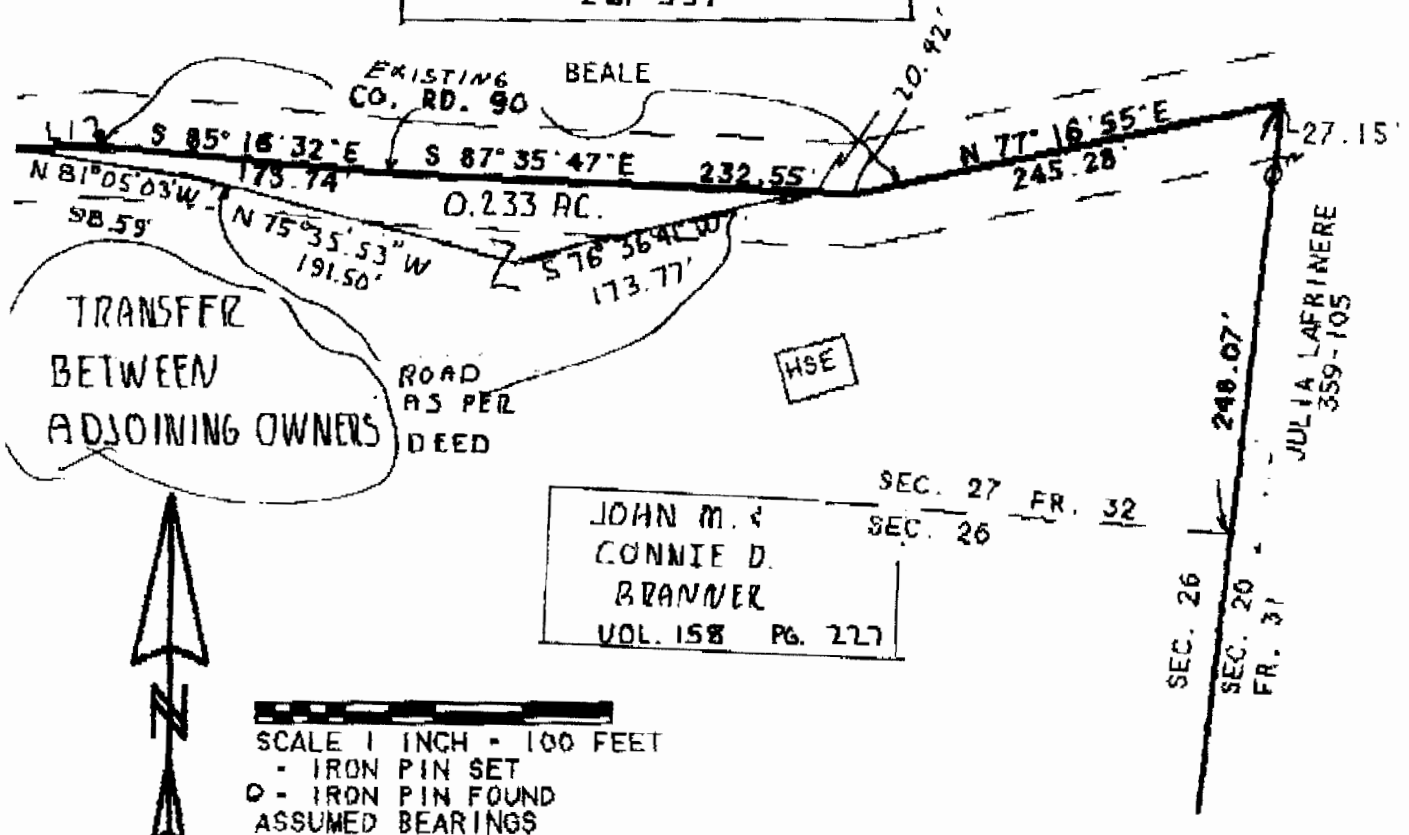 EXISTING
CO. RD. 90
BEALE
20.42'
S 85° 16' 32" E
173.74'
S 87° 35' 47" E
232.55'
N 77° 16' 55" E
245.28'
27.15'
N 81° 05' 03" W
98.59'
N 75° 35' 53" W
191.50'
0.233 AC.
Z
173.77'
TRANSFER
BETWEEN
ADJOINING OWNERS
ROAD
AS PER
DEED
HSE
248.07'
JULIA LAFRINERE
359-105
SEC. 27 FR. 32
SEC. 26
JOHN M. &
CONNIE D.
BRANNER
VOL. 158 PG. 227
SEC. 26
SEC. 20
FR. 31
N
SCALE 1 INCH = 100 FEET
- IRON PIN SET
O - IRON PIN FOUND
ASSUMED BEARINGS